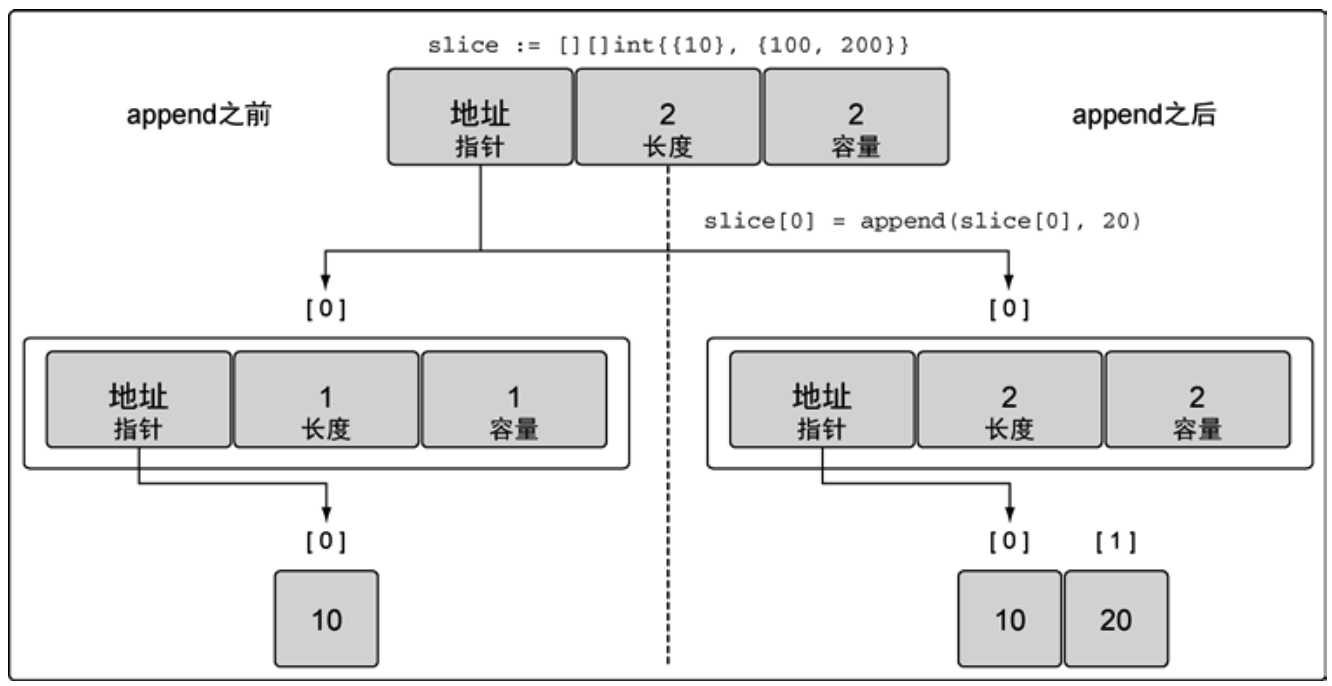 slice := [][]int{{10}, {100, 200}}
append之前
地址
指针
2
长度
2
容量
append之后
slice[0] = append(slice[0], 20)
[0]
[0]
地址
指针
1
长度
1
容量
地址
指针
2
长度
2
容量
[0]
[0]
[1]
10
10
20